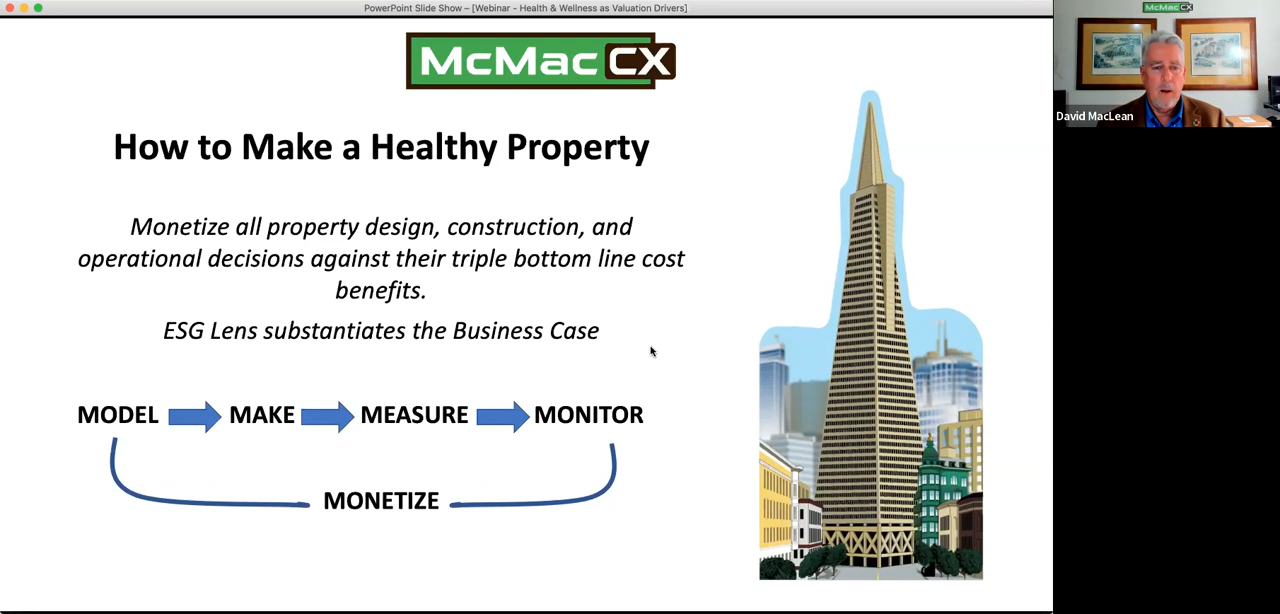 PowerPoint Slide Show – [Webinar - Health & Wellness as Valuation Drivers]
McMac CX
McMac CX
David MacLean
How to Make a Healthy Property
Monetize all property design, construction, and
operational decisions against their triple bottom line cost
benefits.
ESG Lens substantiates the Business Case
MODEL MAKE MEASURE MONITOR
MONETIZE